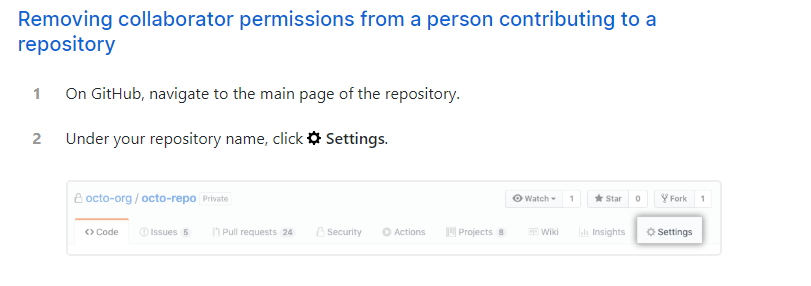 Removing collaborator permissions from a person contributing to a
repository
1 On GitHub, navigate to the main page of the repository.
2 Under your repository name, click Settings.
octo-org / octo-repo Private Watch 1 Star 0 Fork 1
Code Issues 5 Pull requests 24 Security Actions Projects 8 Wiki Insights Settings